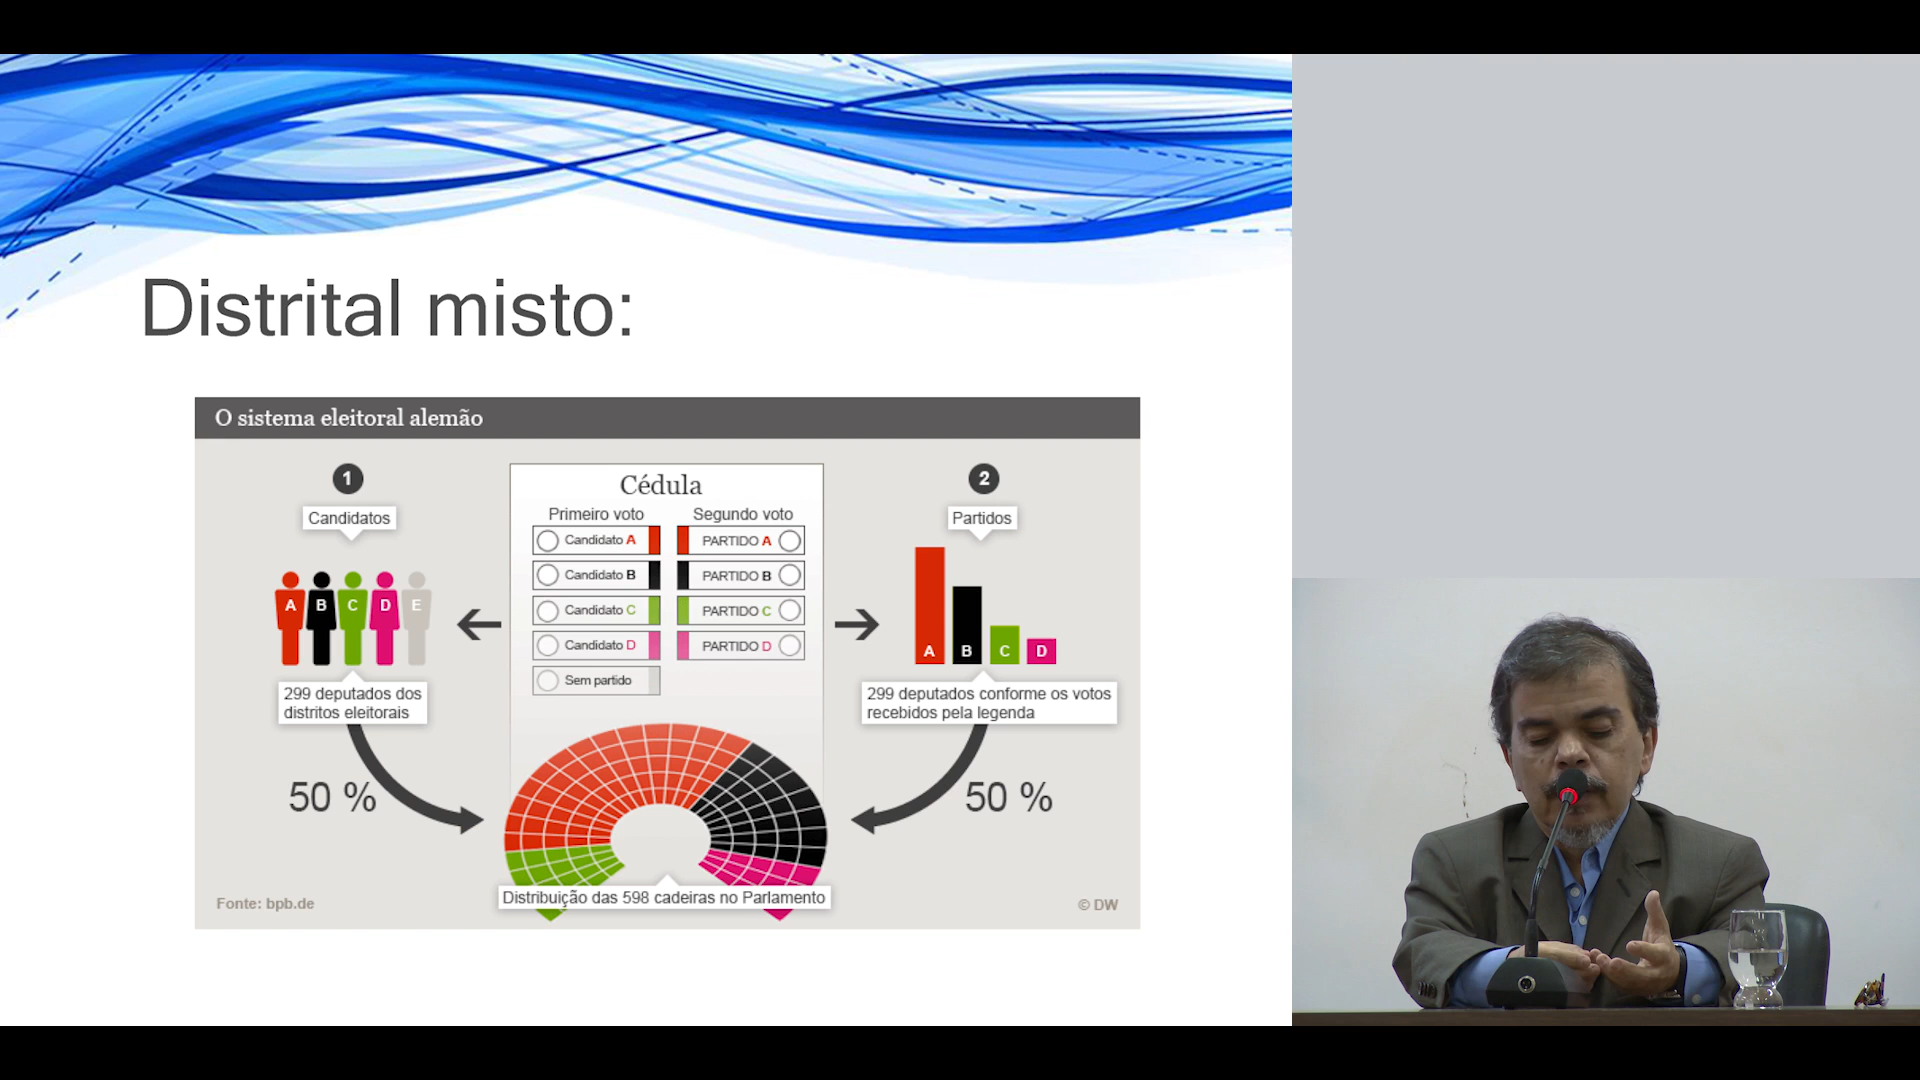 Distrital misto:
O sistema eleitoral alemão
1
Candidatos
A B C D E
299 deputados dos
distritos eleitorais
50 %
Cédula
Primeiro voto
Segundo voto
Candidato A
PARTIDO A
Candidato B
PARTIDO B
Candidato C
PARTIDO C
Candidato D
PARTIDO D
Sem partido
2
Partidos
A B C D
299 deputados conforme os votos
recebidos pela legenda
50 %
Distribuição das 598 cadeiras no Parlamento
Fonte: bpb.de
© DW